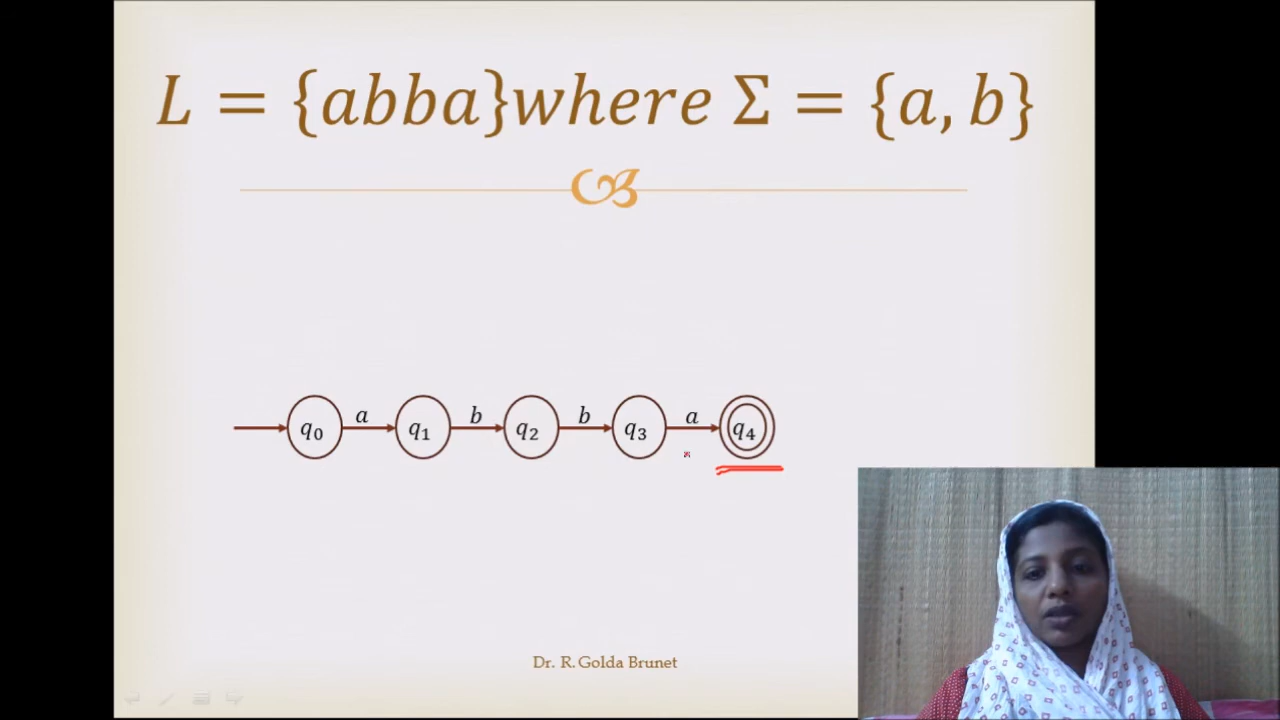 L = {abba}where Σ = {a, b}
a b b a
q₀ q₁ q₂ q₃ q₄
Dr. R. Golda Brunet